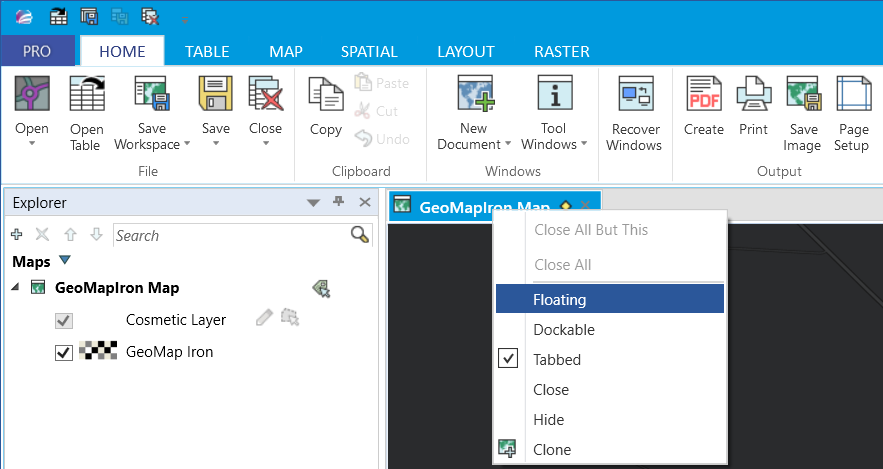 PRO HOME TABLE MAP SPATIAL LAYOUT RASTER
Open
Open Table
Save Workspace
Save
Close
File
Copy
Paste
Cut
Undo
Clipboard
New Document
Tool Windows
Windows
Recover Windows
PDF
Create
Print
Save Image
Page Setup
Output
Explorer
Search
Maps
GeoMapIron Map
Cosmetic Layer
GeoMap Iron
GeoMapIron Map
Close All But This
Close All
Floating
Dockable
Tabbed
Close
Hide
Clone